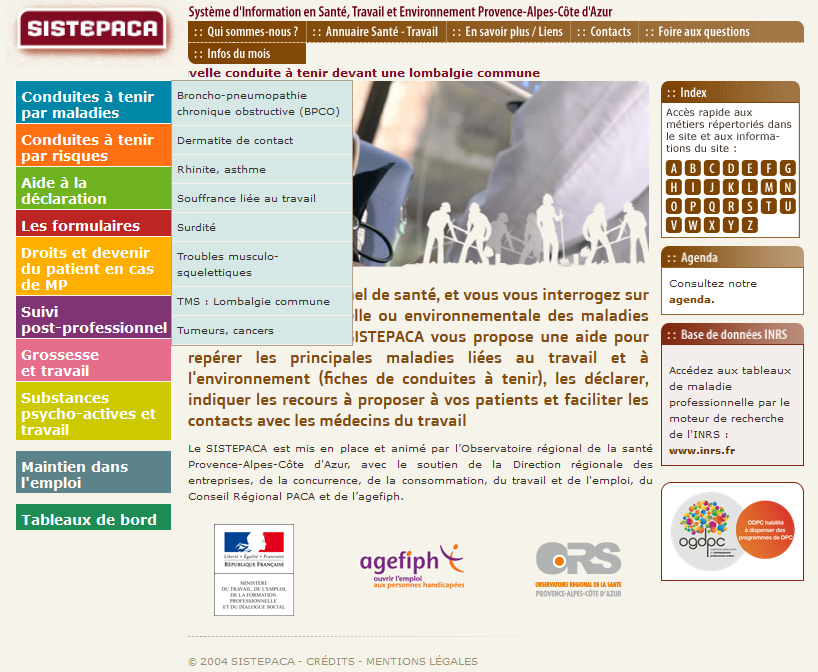 SISTEPACA
Système d'Information en Santé, Travail et Environnement Provence-Alpes-Côte d'Azur
:: Qui sommes-nous ?
:: Annuaire Santé - Travail
:: En savoir plus / Liens
:: Contacts
:: Foire aux questions
:: Infos du mois
velle conduite à tenir devant une lombalgie commune
Conduites à tenir
par maladies
Conduites à tenir
par risques
Aide à la
déclaration
Les formulaires
Droits et devenir
du patient en cas
de MP
Suivi
post-professionnel
Grossesse
et travail
Substances
psycho-actives et
travail
Maintien dans
l'emploi
Tableaux de bord
Broncho-pneumopathie
chronique obstructive (BPCO)
Dermatite de contact
Rhinite, asthme
Souffrance liée au travail
Surdité
Troubles musculo-
squelettiques
TMS : Lombalgie commune
Tumeurs, cancers
nel de santé, et vous vous interrogez sur
elle ou environnementale des maladies
SISTEPACA vous propose une aide pour
repérer les principales maladies liées au travail et à
l'environnement (fiches de conduites à tenir), les déclarer,
indiquer les recours à proposer à vos patients et faciliter les
contacts avec les médecins du travail
Le SISTEPACA est mis en place et animé par l’Observatoire régional de la santé
Provence-Alpes-Côte d'Azur, avec le soutien de la Direction régionale des
entreprises, de la concurrence, de la consommation, du travail et de l'emploi, du
Conseil Régional PACA et de l’agefiph.
Liberté • Égalité • Fraternité
RÉPUBLIQUE FRANÇAISE
MINISTÈRE
DU TRAVAIL, DE L'EMPLOI,
DE LA FORMATION
PROFESSIONNELLE
ET DU DIALOGUE SOCIAL
agefiph
ouvrir l'emploi
aux personnes handicapées
ORS
OBSERVATOIRE REGIONAL DE LA SANTE
PROVENCE-ALPES-CÔTE D'AZUR
© 2004 SISTEPACA - CRÉDITS - MENTIONS LÉGALES
:: Index
Accès rapide aux
métiers répertoriés dans
le site et aux informa-
tions du site :
A B C D E F G
H I J K L M N
O P Q R S T U
V W X Y Z
:: Agenda
Consultez notre
agenda.
:: Base de données INRS
Accédez aux tableaux
de maladie
professionnelle par le
moteur de recherche
de l'INRS :
www.inrs.fr
ogdpc
ODPC habilité
à dispenser des
programmes de DPC